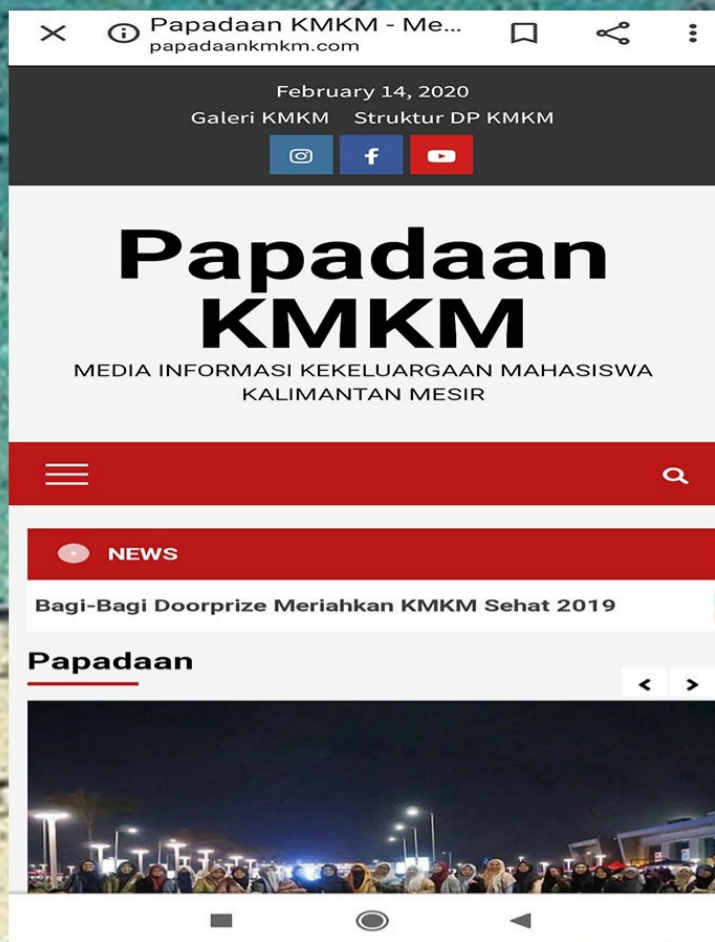 Papadaan KMKM - Me...
papadaankmkm.com
February 14, 2020
Galeri KMKM Struktur DP KMKM
Papadaan
KMKM
MEDIA INFORMASI KEKELUARGAAN MAHASISWA
KALIMANTAN MESIR
NEWS
Bagi-Bagi Doorprize Meriahkan KMKM Sehat 2019
Papadaan